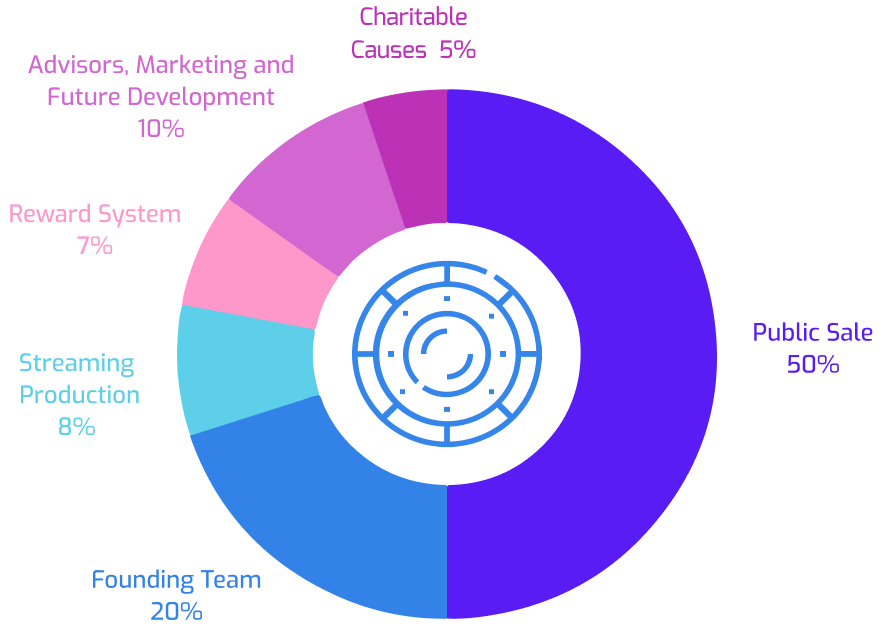 Charitable
Causes 5%
Advisors, Marketing and
Future Development
10%
Reward System
7%
Streaming
Production
8%
Founding Team
20%
Public Sale
50%